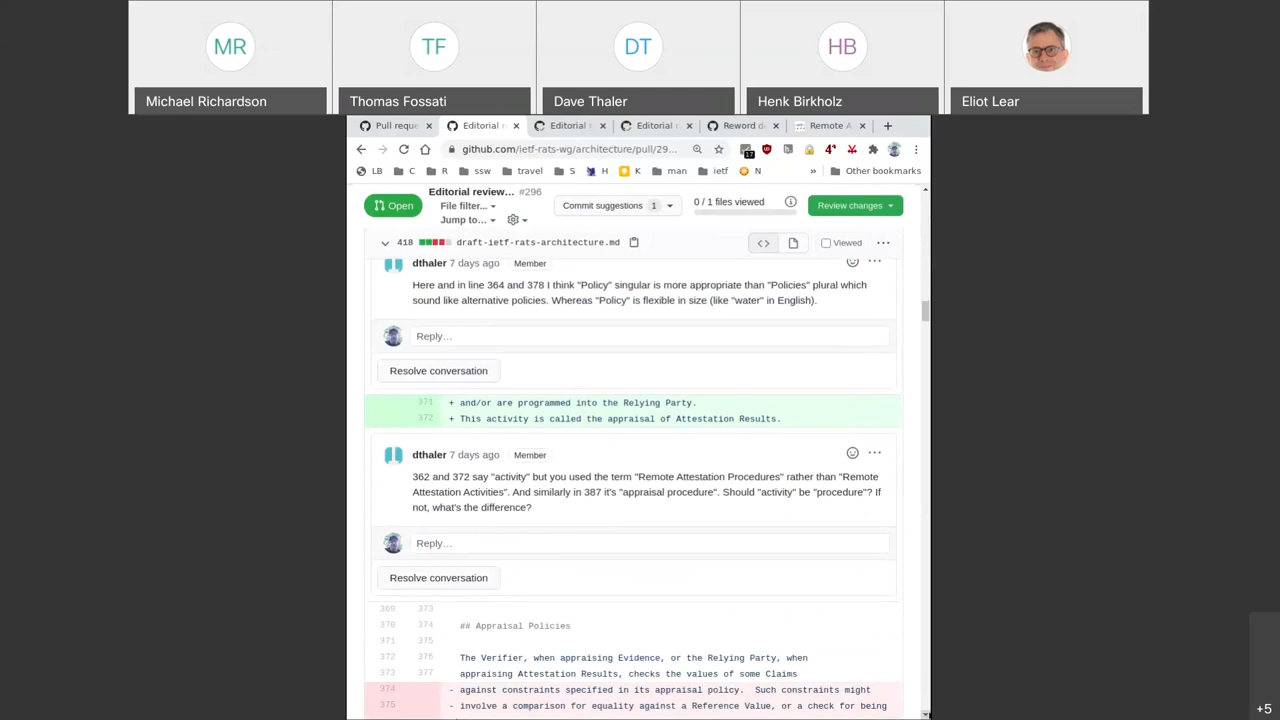 MR
TF
DT
HB
Michael Richardson
Thomas Fossati
Dave Thaler
Henk Birkholz
Eliot Lear
Pull reque
Editorial r
Editorial
Editorial
Reword d
Remote A
github.com/ietf-rats-wg/architecture/pull/29...
17
LB
C
R
ssw
travel
S
H
K
man
ietf
N
»
Other bookmarks
Open
Editorial review… #296
File filter...
Jump to…
Commit suggestions 1
0 / 1 files viewed
Review changes
418 draft-ietf-rats-architecture.md
Viewed
dthaler 7 days ago Member
Here and in line 364 and 378 I think "Policy" singular is more appropriate than "Policies" plural which
sound like alternative policies. Whereas "Policy" is flexible in size (like "water" in English).
Reply…
Resolve conversation
371 + and/or are programmed into the Relying Party.
372 + This activity is called the appraisal of Attestation Results.
dthaler 7 days ago Member
362 and 372 say "activity" but you used the term "Remote Attestation Procedures" rather than "Remote
Attestation Activities". And similarly in 387 it's "appraisal procedure". Should "activity" be "procedure"? If
not, what's the difference?
Reply…
Resolve conversation
369 373
370 374 ## Appraisal Policies
371 375
372 376 The Verifier, when appraising Evidence, or the Relying Party, when
373 377 appraising Attestation Results, checks the values of some Claims
374 - against constraints specified in its appraisal policy. Such constraints might
375 - involve a comparison for equality against a Reference Value, or a check for being
+5